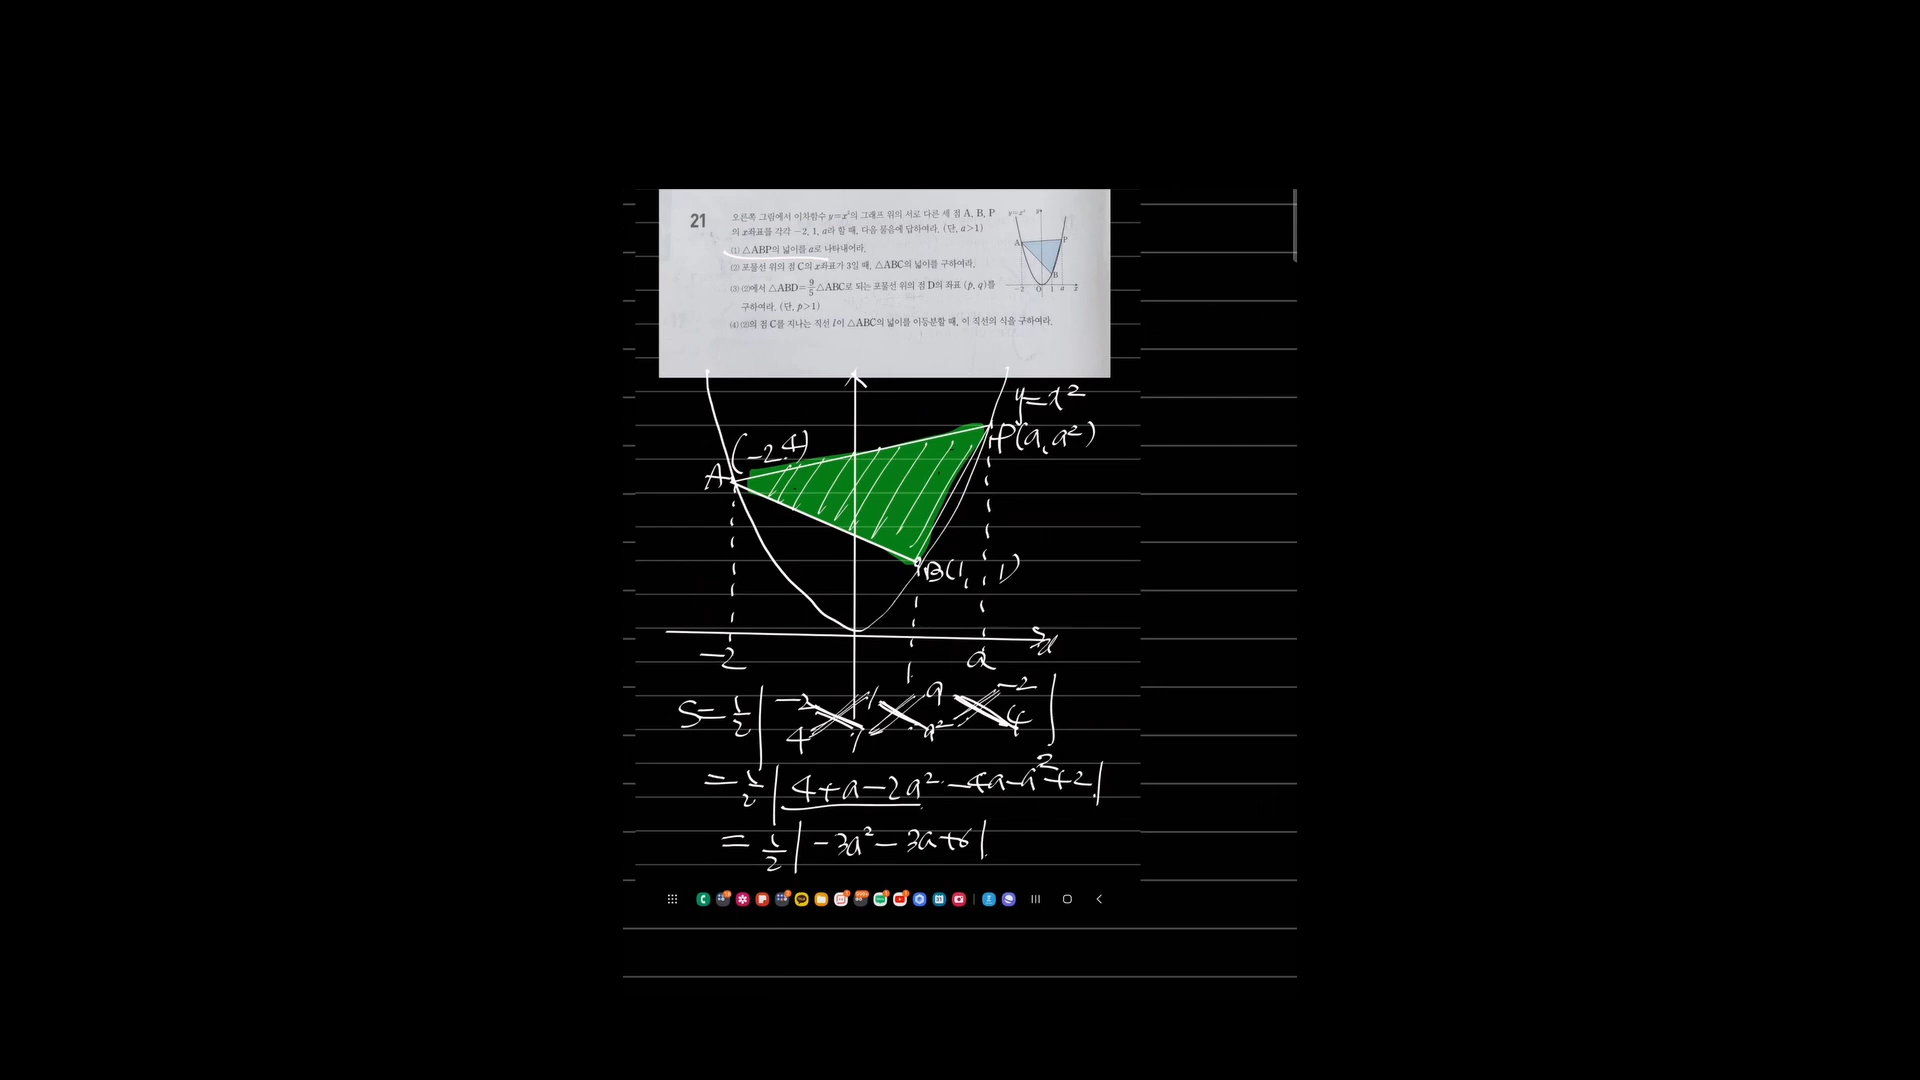 21
오른쪽 그림에서 이차함수 y=x²의 그래프 위의 서로 다른 세 점 A, B, P
의 x좌표를 각각 -2, 1, a라 할 때, 다음 물음에 답하여라. (단, a>1)
⑴ △ABP의 넓이를 a로 나타내어라.
⑵ 포물선 위의 점 C의 x좌표가 3일 때, △ABC의 넓이를 구하여라.
⑶ ⑵에서 △ABD=9/5△ABC로 되는 포물선 위의 점 D의 좌표 (p, q)를
구하여라. (단, p>1)
⑷ ⑵의 점 C를 지나는 직선 l이 △ABC의 넓이를 이등분할 때, 이 직선의 식을 구하여라.
y=x² y
A P
B
-2 O 1 a x
y=x²
(-2,4) P(a, a²)
A
B(1, 1)
-2 1 a x
S=1/2| -2 1 a -2 |
4 1 a² 4
=1/2|4+a-2a²-4a-a²+2|
=1/2|-3a²-3a+6|